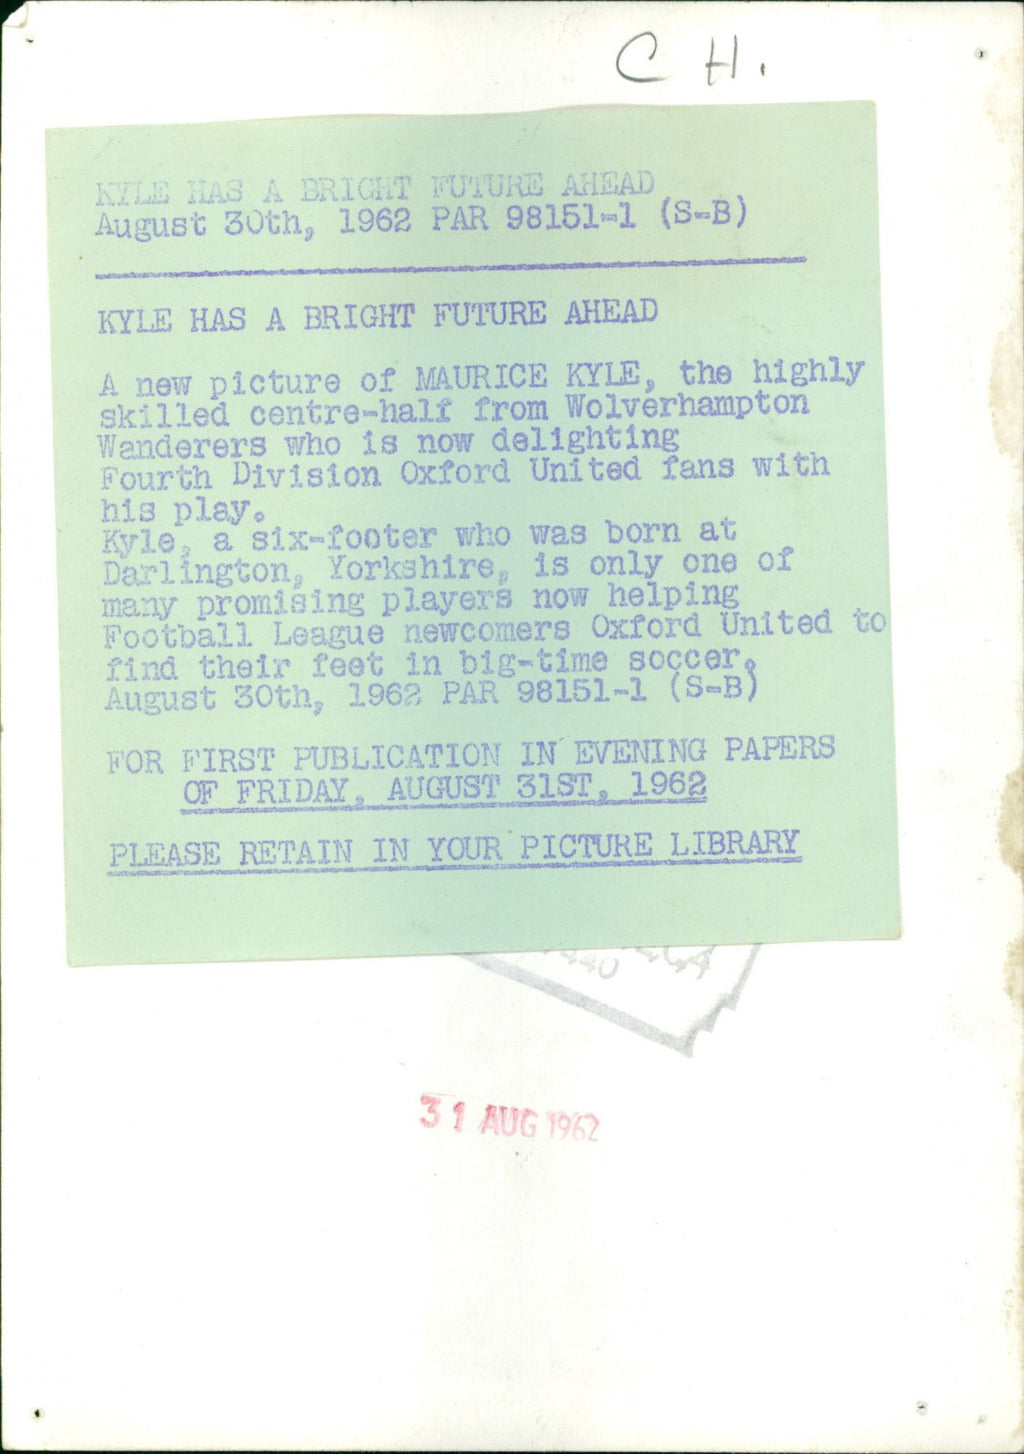 C H.
KYLE HAS A BRIGHT FUTURE AHEAD
August 30th, 1962 PAR 98151-1 (S-B)
KYLE HAS A BRIGHT FUTURE AHEAD
A new picture of MAURICE KYLE, the highly
skilled centre-half from Wolverhampton
Wanderers who is now delighting
Fourth Division Oxford United fans with
his play.
Kyle, a six-footer who was born at
Darlington, Yorkshire, is only one of
many promising players now helping
Football League newcomers Oxford United to
find their feet in big-time soccer.
August 30th, 1962 PAR 98151-1 (S-B)
FOR FIRST PUBLICATION IN EVENING PAPERS
OF FRIDAY, AUGUST 31ST, 1962
PLEASE RETAIN IN YOUR PICTURE LIBRARY
31 AUG 1962